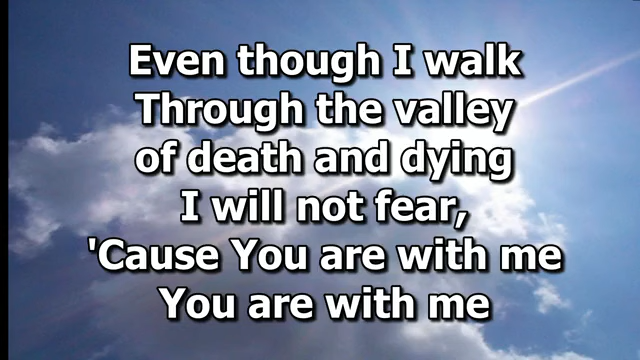 Even though I walk
Through the valley
of death and dying
I will not fear,
'Cause You are with me
You are with me